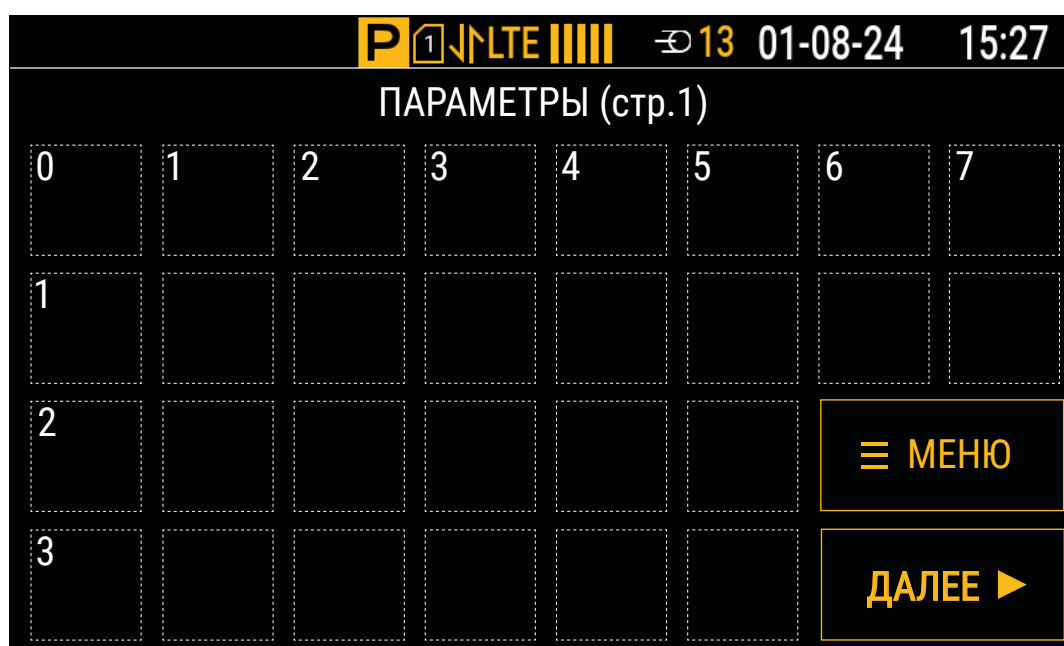 P 1 LTE 13 01-08-24 15:27
ПАРАМЕТРЫ (стр.1)
0 1 2 3 4 5 6 7
1
2
☰ МЕНЮ
3
ДАЛЕЕ ►